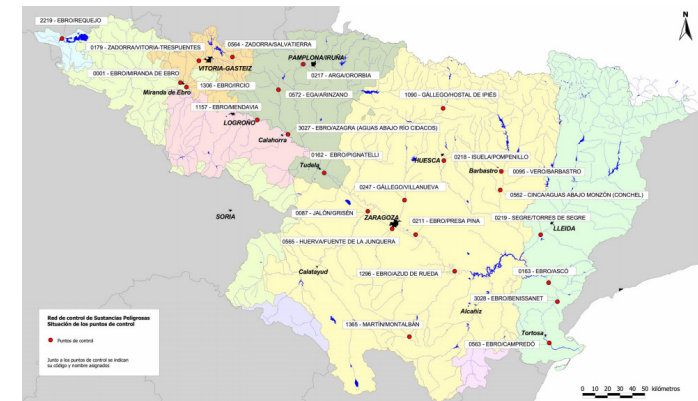 2219 - EBRO/REQUEJO
N
0179 - ZADORRA/VITORIA-TRESPUENTES
0564 - ZADORRA/SALVATIERRA
VITORIA-GASTEIZ
PAMPLONA/IRUÑA
0001 - EBRO/MIRANDA DE EBRO
0217 - ARGA/ORORBIA
1306 - EBRO/IRCIO
Miranda de Ebro
0572 - EGA/ARINZANO
1090 - GÁLLEGO/HOSTAL DE IPIÉS
1157 - EBRO/MENDAVIA
LOGROÑO
3027 - EBRO/AZAGRA (AGUAS ABAJO RÍO CIDACOS)
Calahorra
0162 - EBRO/PIGNATELLI
Tudela
HUESCA
0218 - ISUELA/POMPENILLO
Barbastro
0095 - VERO/BARBASTRO
0247 - GÁLLEGO/VILLANUEVA
0562 - CINCA/AGUAS ABAJO MONZÓN (CONCHEL)
0087 - JALÓN/GRISÉN
ZARAGOZA
0211 - EBRO/PRESA PINA
0219 - SEGRE/TORRES DE SEGRE
LLEIDA
SORIA
0565 - HUERVA/FUENTE DE LA JUNQUERA
Calatayud
1296 - EBRO/AZUD DE RUEDA
0163 - EBRO/ASCÓ
3028 - EBRO/BENISSANET
Alcañiz
Red de control de Sustancias Peligrosas
Situación de los puntos de control
Puntos de control
Junto a los puntos de control se indican
su código y nombre asignados
1365 - MARTÍN/MONTALBÁN
Tortosa
0563 - EBRO/CAMPREDÓ
0 10 20 30 40 50 kilómetros